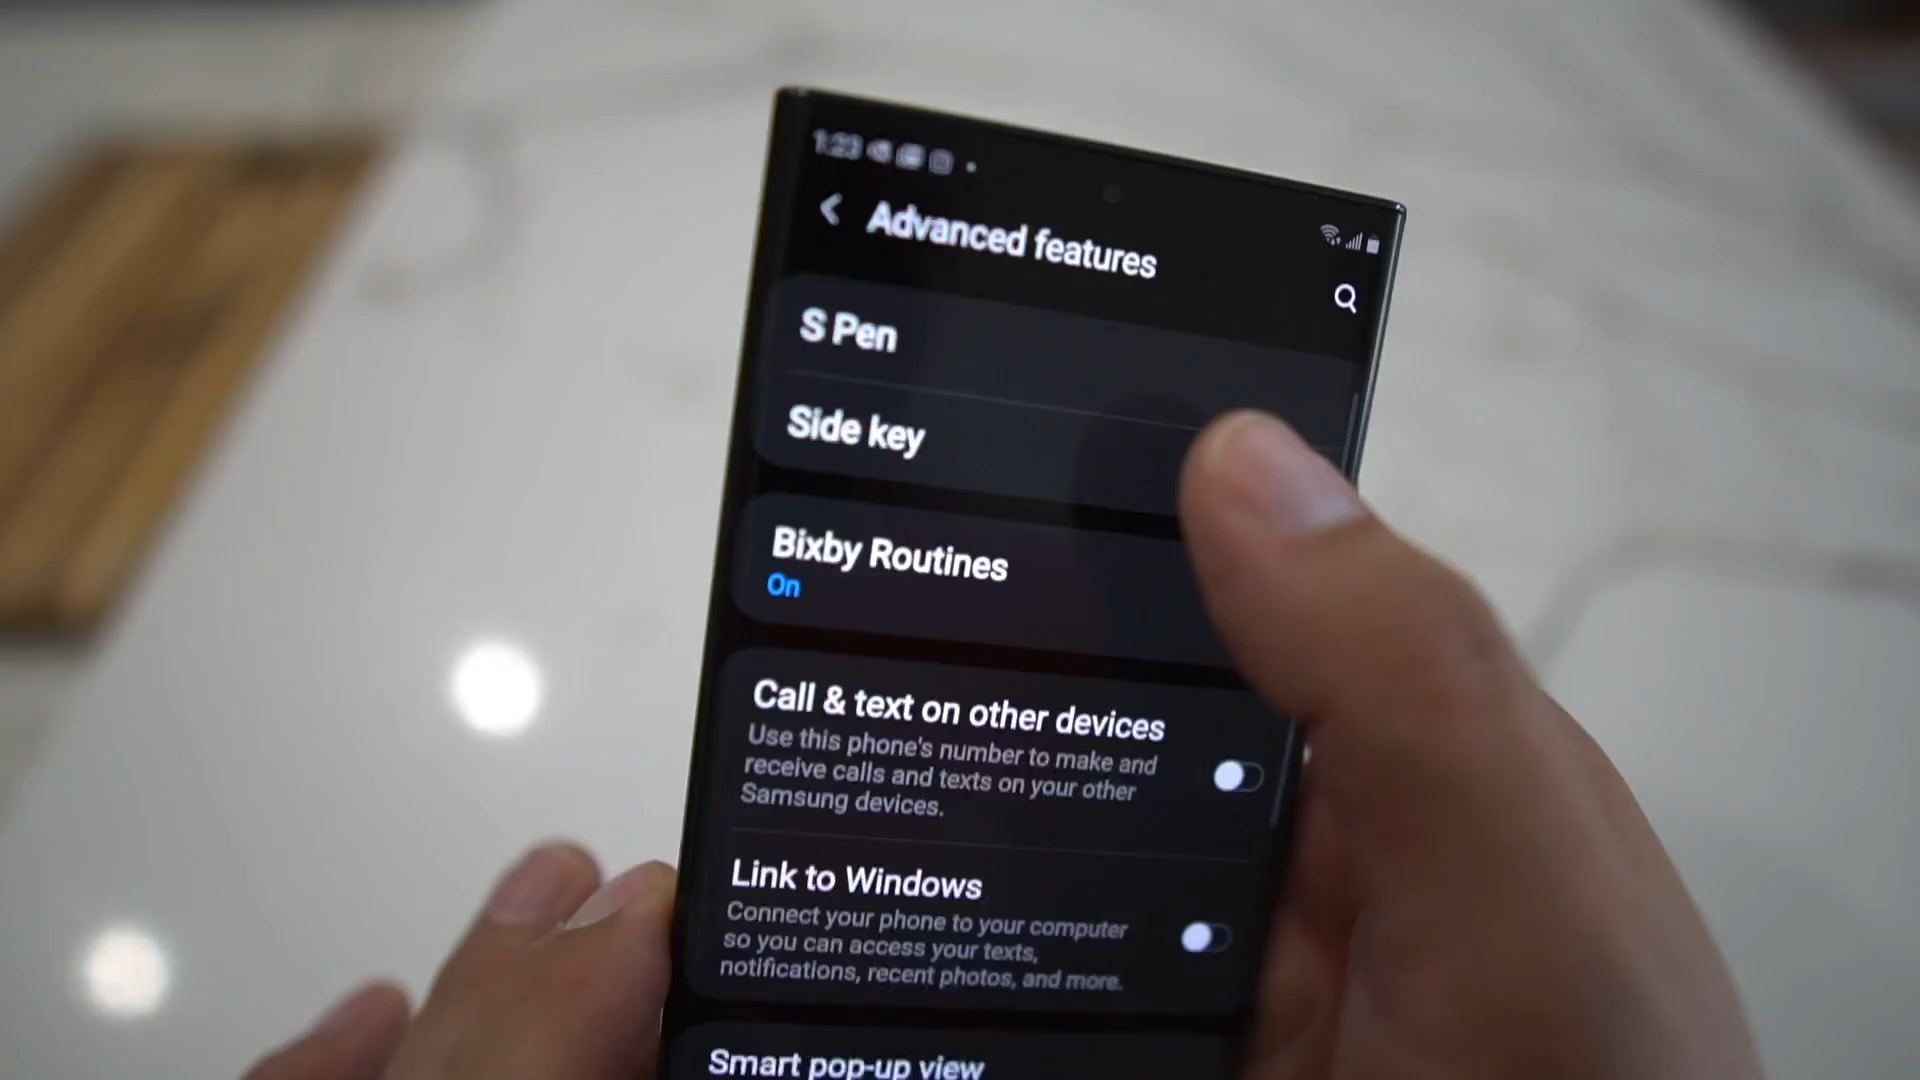 1:23
Advanced features
S Pen
Side key
Bixby Routines
On
Call & text on other devices
Use this phone's number to make and
receive calls and texts on your other
Samsung devices.
Link to Windows
Connect your phone to your computer
so you can access your texts,
notifications, recent photos, and more.
Smart pop-up view